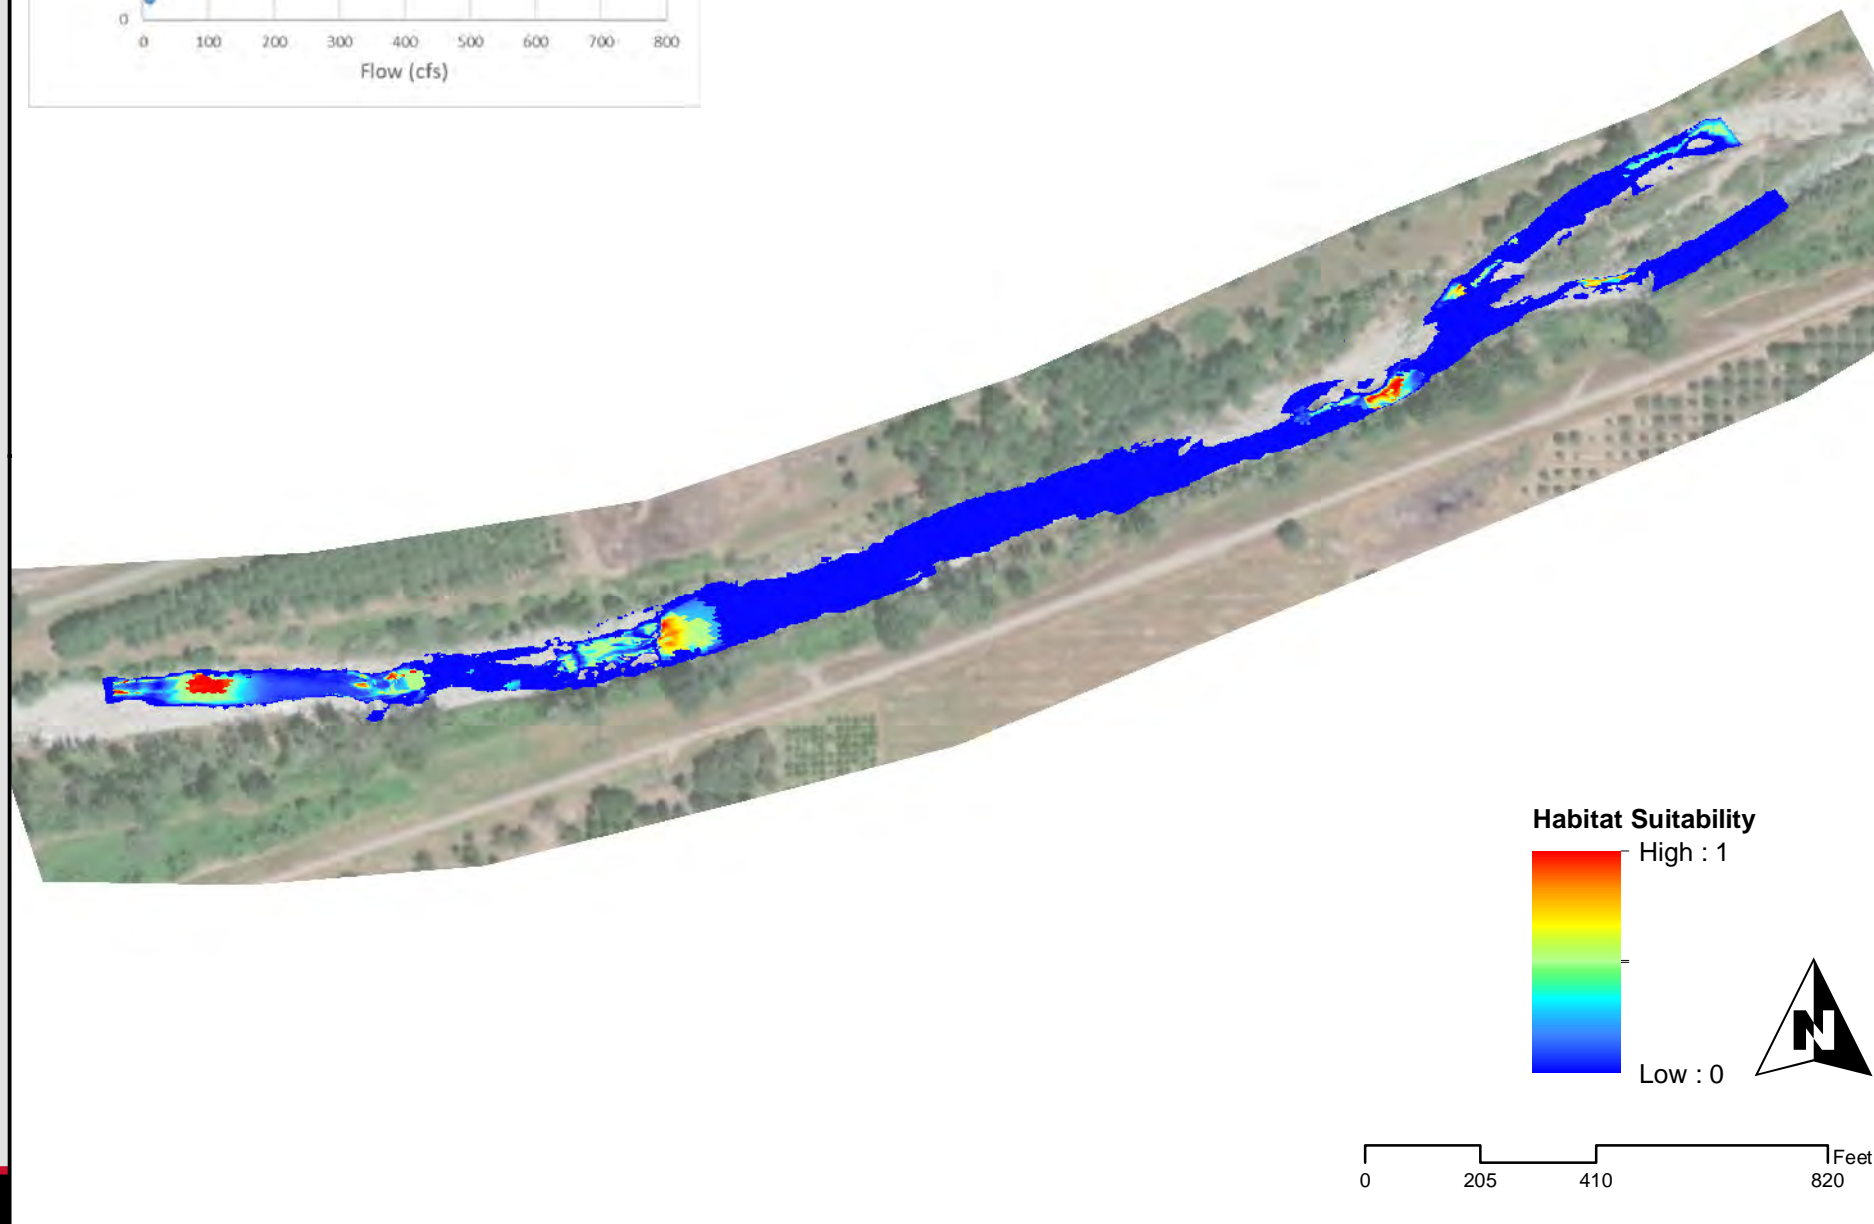 0
0 100 200 300 400 500 600 700 800
Flow (cfs)
Habitat Suitability
High : 1
Low : 0
N
Feet
0 205 410 820